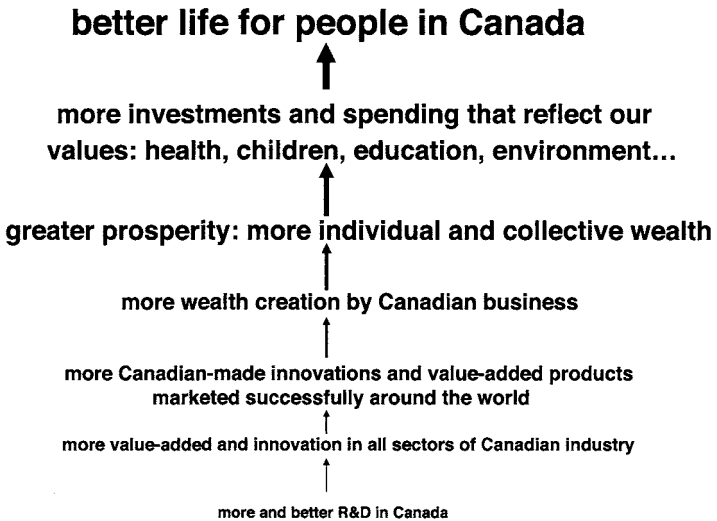 better life for people in Canada
more investments and spending that reflect our
values: health, children, education, environment...
greater prosperity: more individual and collective wealth
more wealth creation by Canadian business
more Canadian-made innovations and value-added products
marketed successfully around the world
more value-added and innovation in all sectors of Canadian industry
more and better R&D in Canada